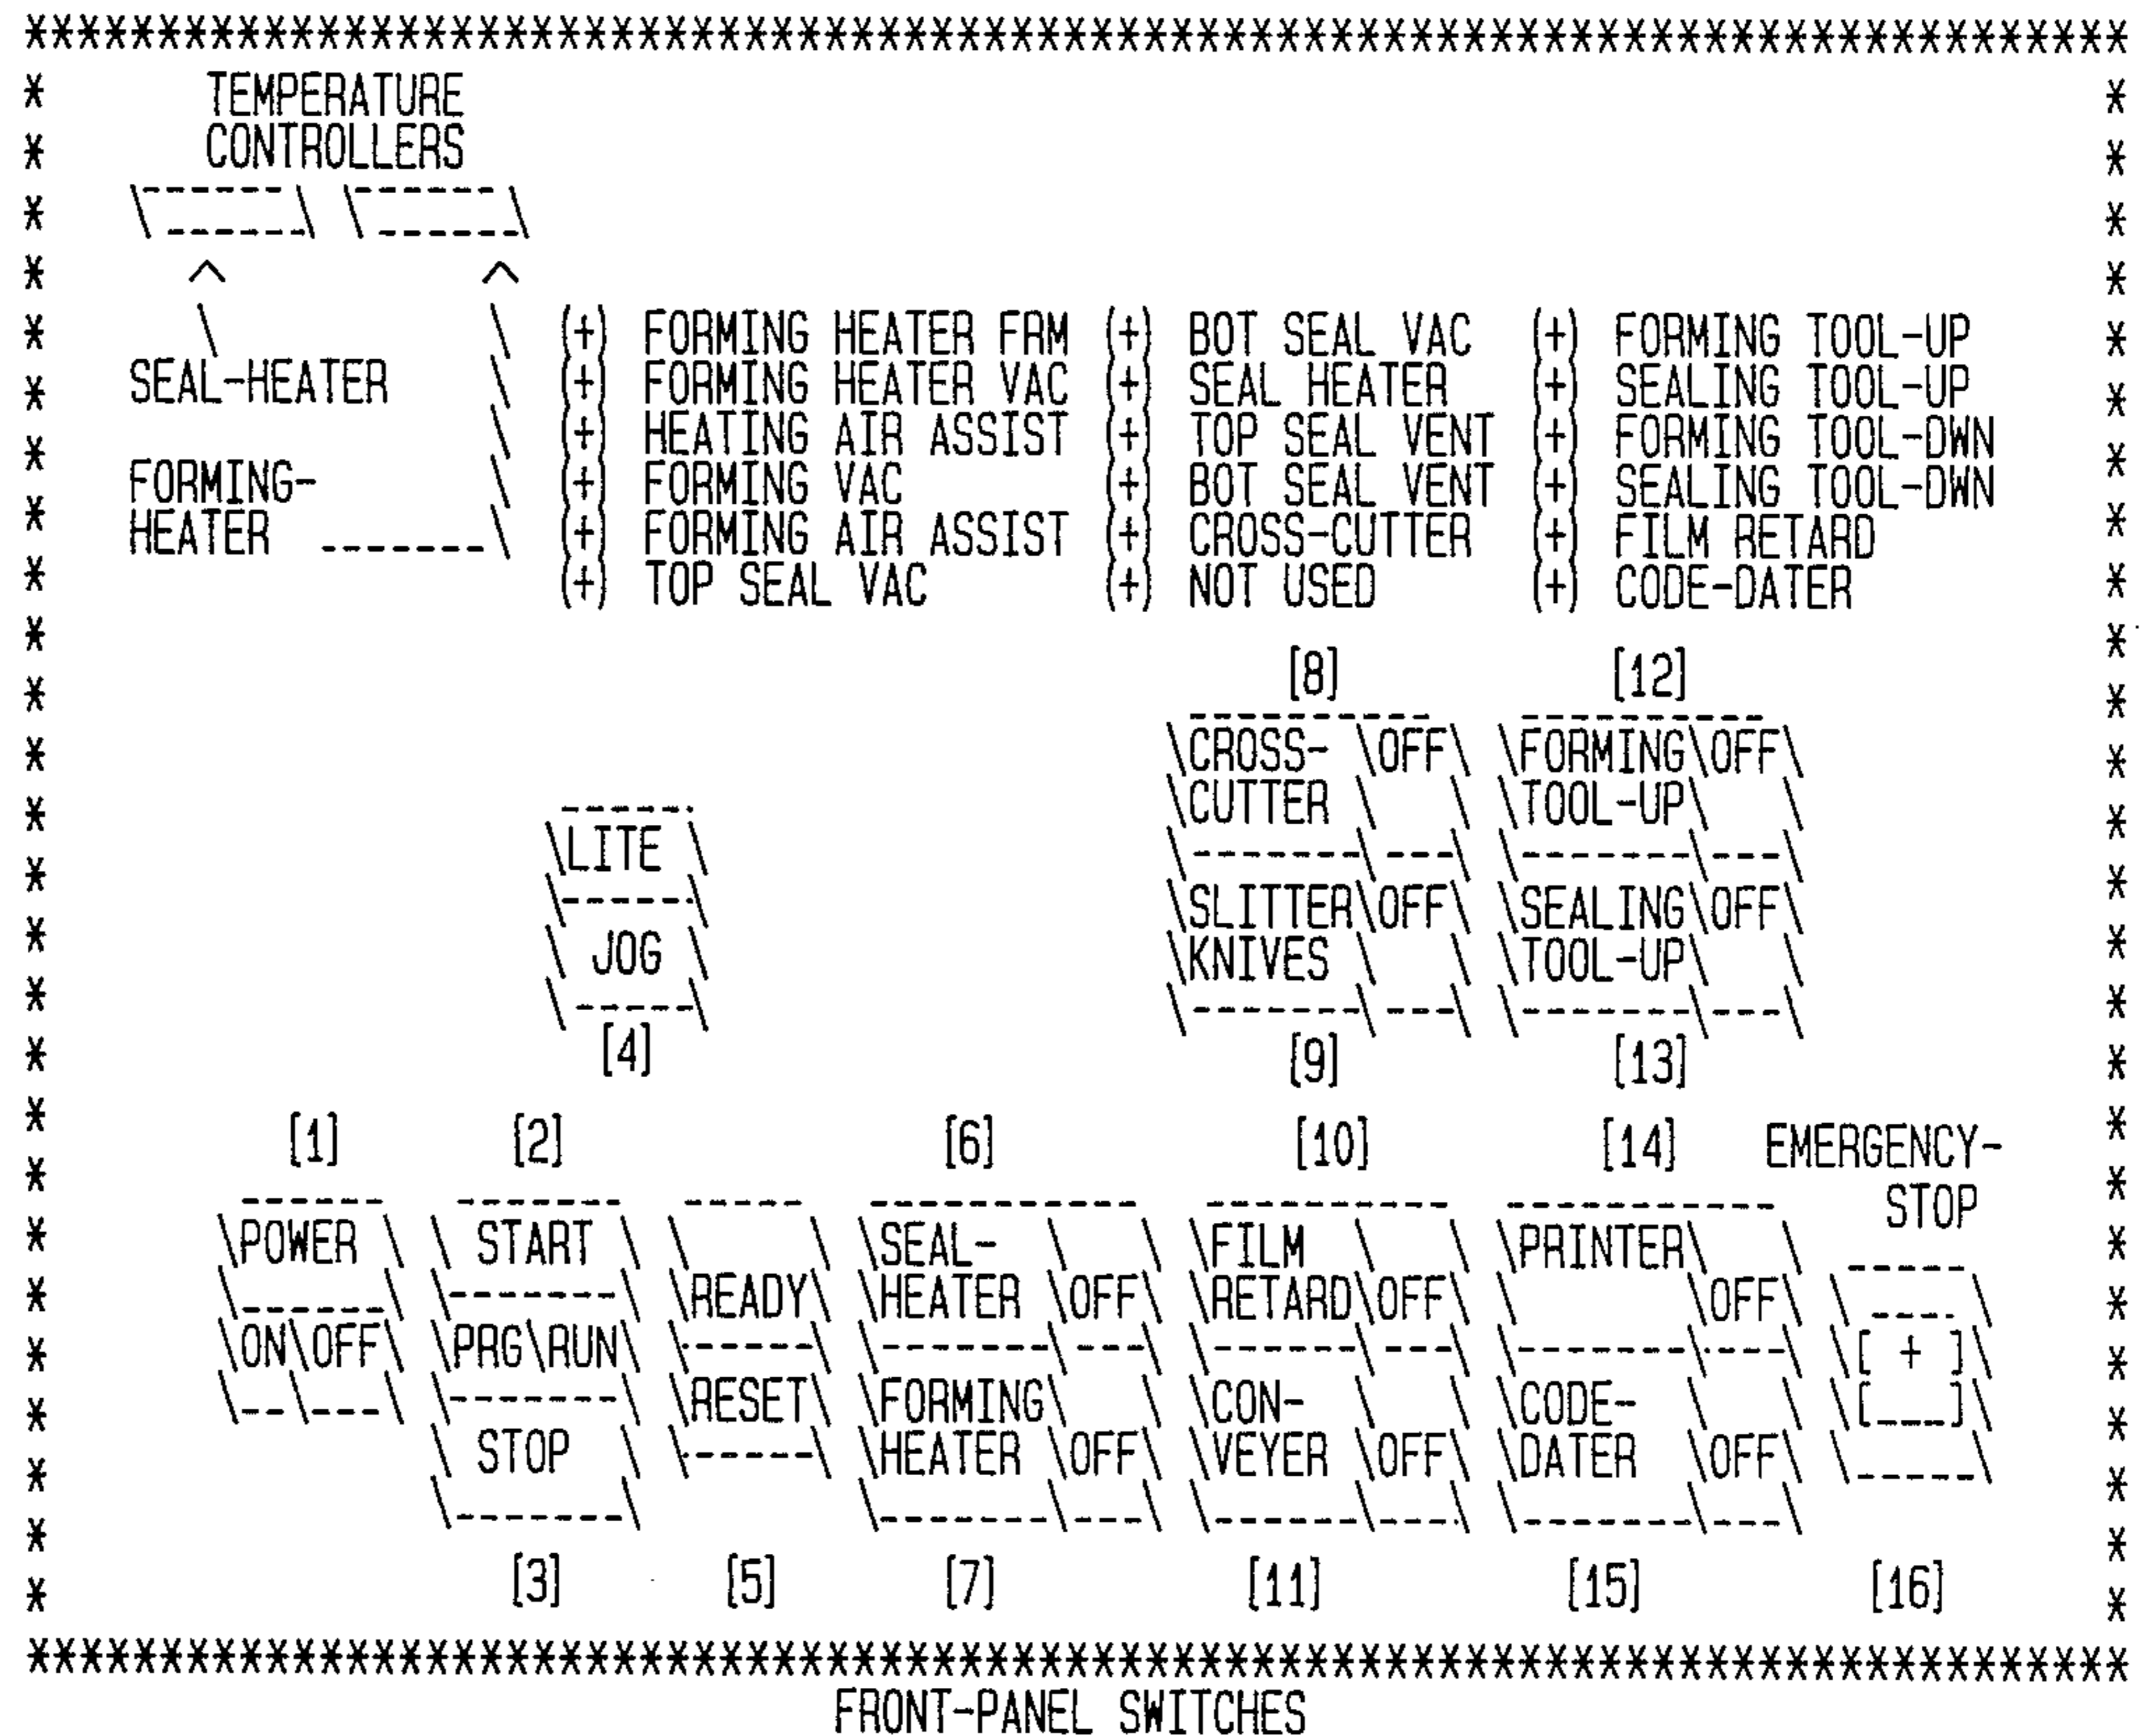 TEMPERATURE
CONTROLLERS
(+) FORMING HEATER FRM (+) BOT SEAL VAC (+) FORMING TOOL-UP
SEAL-HEATER (+) FORMING HEATER VAC (+) SEAL HEATER (+) SEALING TOOL-UP
(+) HEATING AIR ASSIST (+) TOP SEAL VENT (+) FORMING TOOL-DWN
FORMING- (+) FORMING VAC (+) BOT SEAL VENT (+) SEALING TOOL-DWN
HEATER -------\ (+) FORMING AIR ASSIST (+) CROSS-CUTTER (+) FILM RETARD
(+) TOP SEAL VAC (+) NOT USED (+) CODE-DATER
[8] [12]
\CROSS- \OFF\ \FORMING\OFF\
\CUTTER \ \ \TOOL-UP\ \
\LITE \
\SLITTER\OFF\ \SEALING\OFF\
\ JOG \ \KNIVES \ \ \TOOL-UP\ \
[4] [9] [13]
[1] [2] [6] [10] [14] EMERGENCY-
STOP
\POWER \ \ START \ \ \ \SEAL- \ \ \FILM \ \ \PRINTER\ \
\READY\ \HEATER \OFF\ \RETARD\OFF\ \ \OFF\
\ON\OFF\ \PRG\RUN\ \[ + ]\
\RESET\ \FORMING\ \ \CON- \ \ \CODE- \ \ \[___]\
\ STOP \ \HEATER \OFF\ \VEYER \OFF\ \DATER \OFF\
[3] [5] [7] [11] [15] [16]
FRONT-PANEL SWITCHES